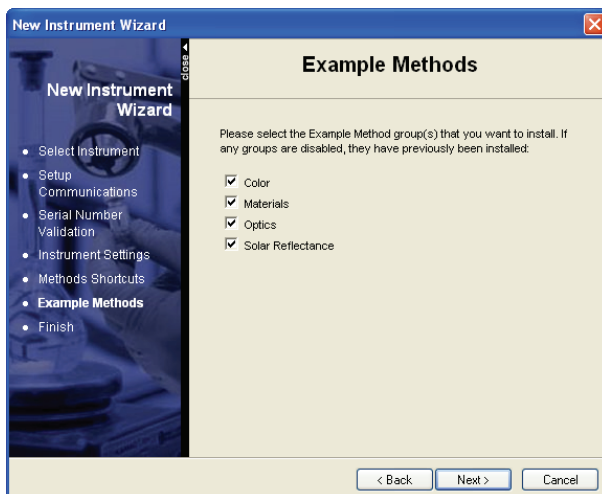 New Instrument Wizard
close
New Instrument
Wizard
Select Instrument
Setup
Communications
Serial Number
Validation
Instrument Settings
Methods Shortcuts
Example Methods
Finish
Example Methods
Please select the Example Method group(s) that you want to install. If
any groups are disabled, they have previously been installed:
Color
Materials
Optics
Solar Reflectance
< Back
Next >
Cancel